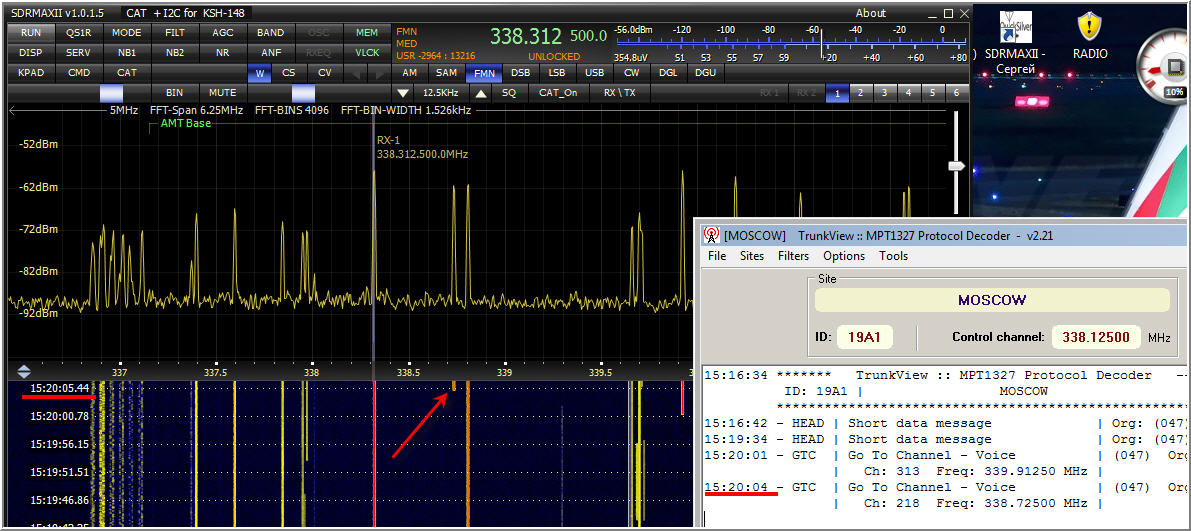 SDRMAXII v1.0.1.5 CAT + I2C for KSH-148 About
RUN QS1R MODE FILT AGC BAND OSC MEM
DISP SERV NB1 NB2 NR ANF RXEQ VLCK
KPAD CMD CAT W CS CV
BIN MUTE
FMN
MED
USR -2964 : 13216
338.312 500.0
UNLOCKED
-56.0dBm -120 -100 -80 -60 -40 -20 0
354.8uV S1 S3 S5 S7 S9 +20 +40 +60 +80
AM SAM FMN DSB LSB USB CW DGL DGU
12.5KHz SQ CAT_On RX \ TX RX 1 RX 2 1 2 3 4 5 6
5MHz FFT-Span 6.25MHz FFT-BINS 4096 FFT-BIN-WIDTH 1.526kHz
AMT Base
RX-1
338.312.500.0MHz
-52dBm
-62dBm
-72dBm
-82dBm
-92dBm
337 337.5 338 338.5 339 339.5
15:20:05.44
15:20:00.78
15:19:56.15
15:19:51.51
15:19:46.86
QuickSilver
) SDRMAXII -
Сергей
RADIO
10%
[MOSCOW] TrunkView :: MPT1327 Protocol Decoder - v2.21
File Sites Filters Options Tools
Site
MOSCOW
ID: 19A1 Control channel: 338.12500 MHz
15:16:34 ******* TrunkView :: MPT1327 Protocol Decoder --
ID: 19A1 | MOSCOW
15:16:42 - HEAD | Short data message | Org: (047)
15:19:34 - HEAD | Short data message | Org: (047)
15:20:01 - GTC | Go To Channel - Voice | (047) Org
| Ch: 313 Freq: 339.91250 MHz |
15:20:04 - GTC | Go To Channel - Voice | (047) Org
| Ch: 218 Freq: 338.72500 MHz |